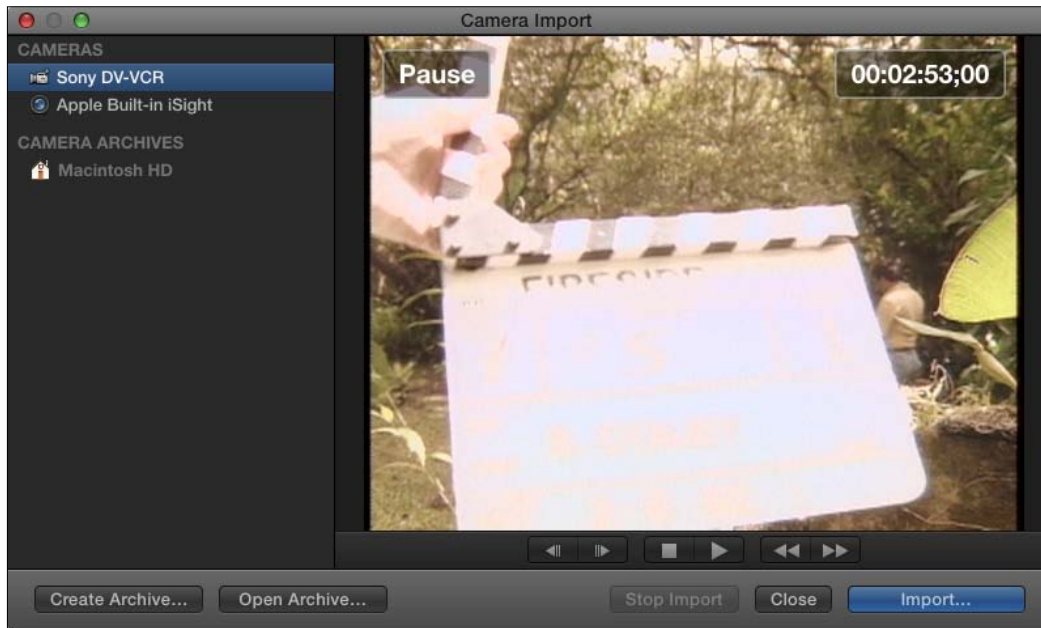 Camera Import
CAMERAS
Sony DV-VCR
Apple Built-in iSight
CAMERA ARCHIVES
Macintosh HD
Pause
00:02:53;00
FIRESIDE
Create Archive...
Open Archive...
Stop Import
Close
Import...